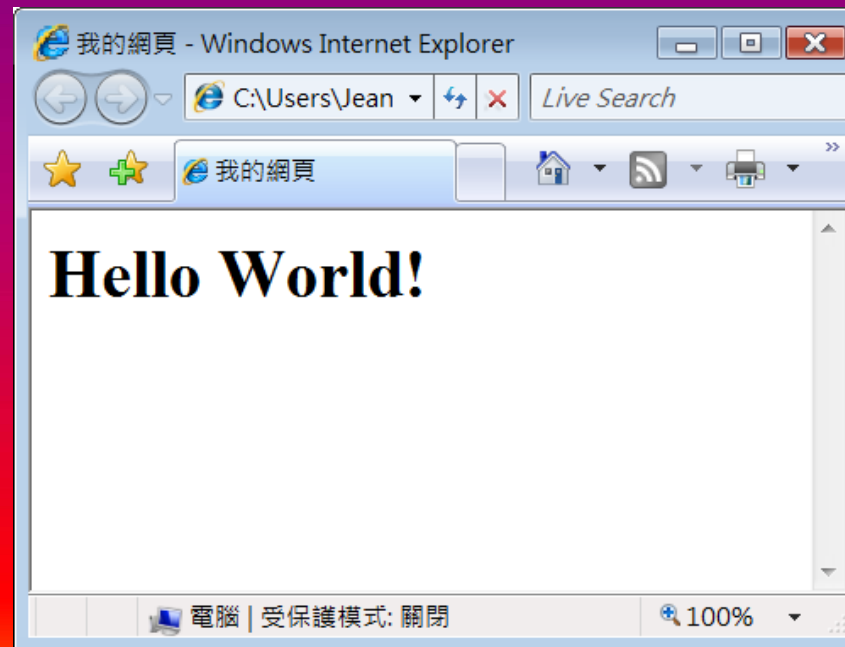 我的網頁 - Windows Internet Explorer
C:\Users\Jean
Live Search
我的網頁
Hello World!
電腦 | 受保護模式: 關閉
100%